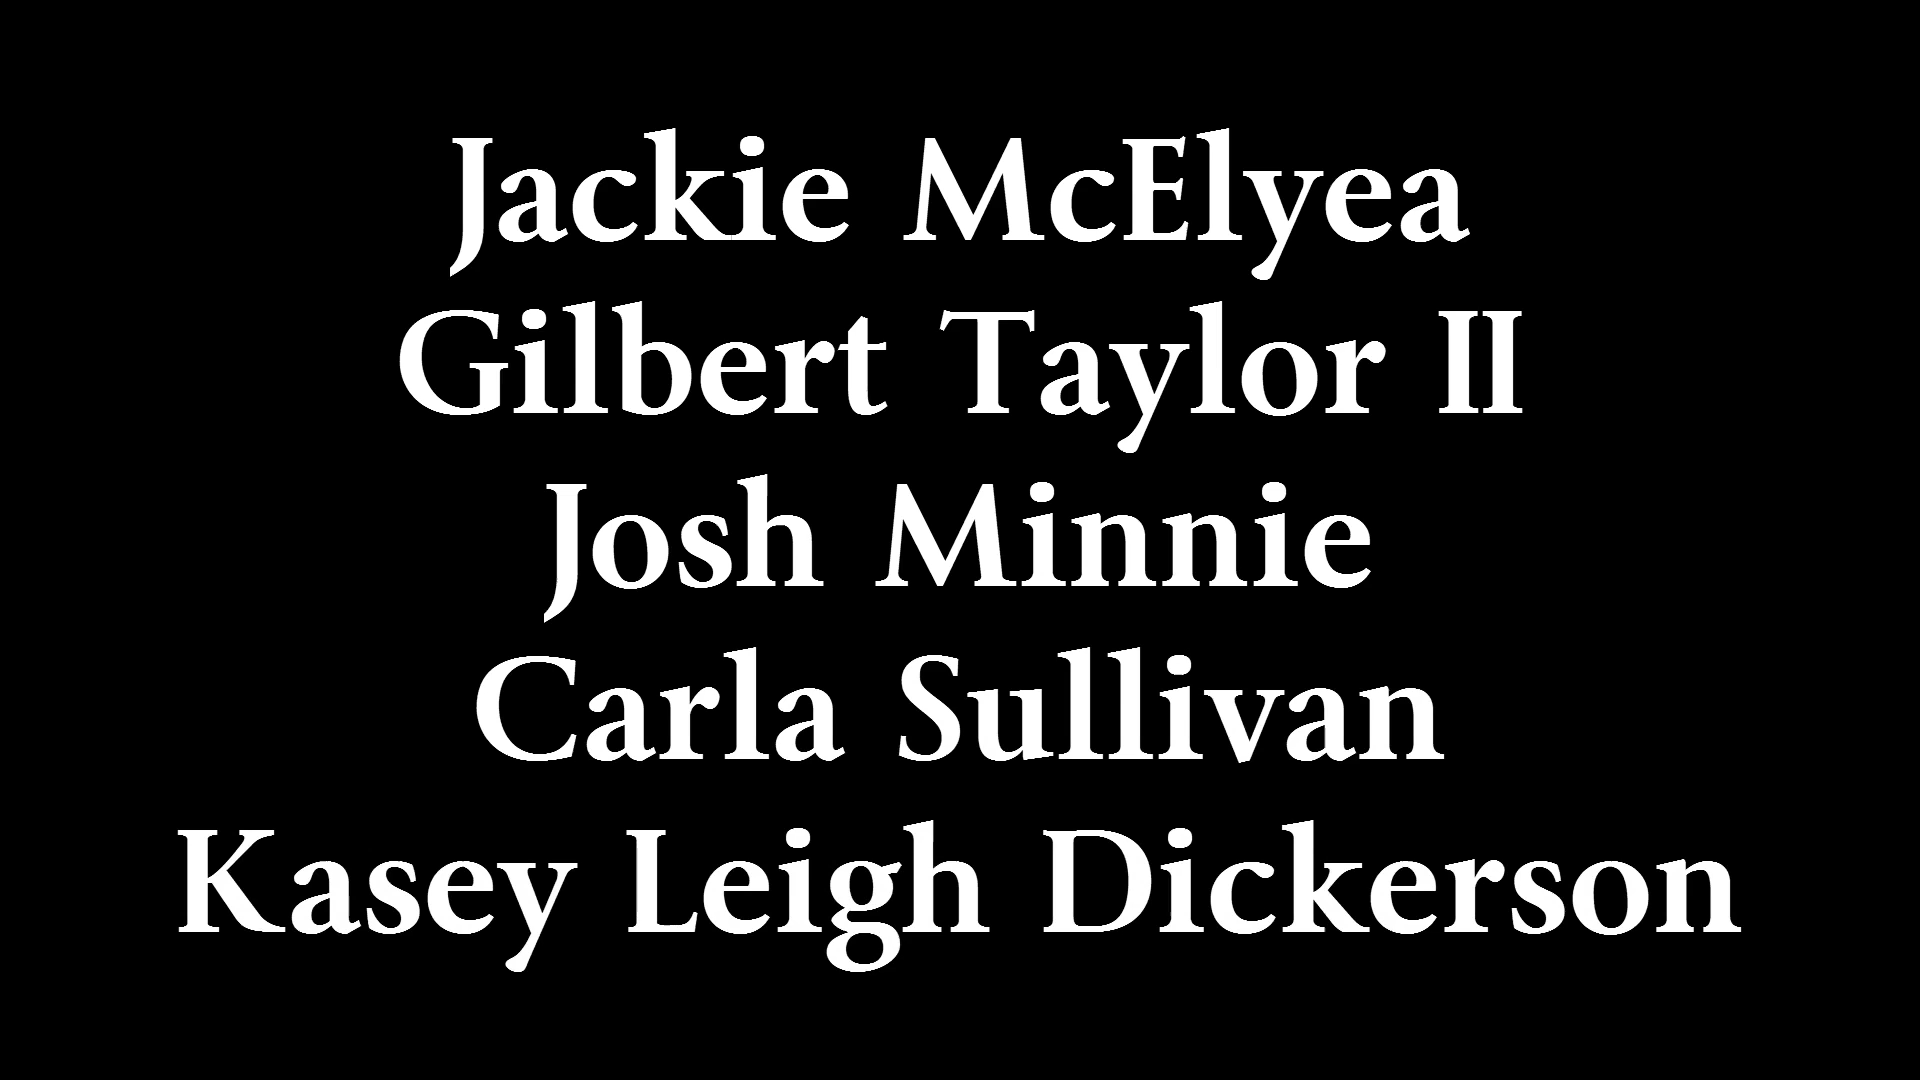 Jackie McElyea
Gilbert Taylor II
Josh Minnie
Carla Sullivan
Kasey Leigh Dickerson